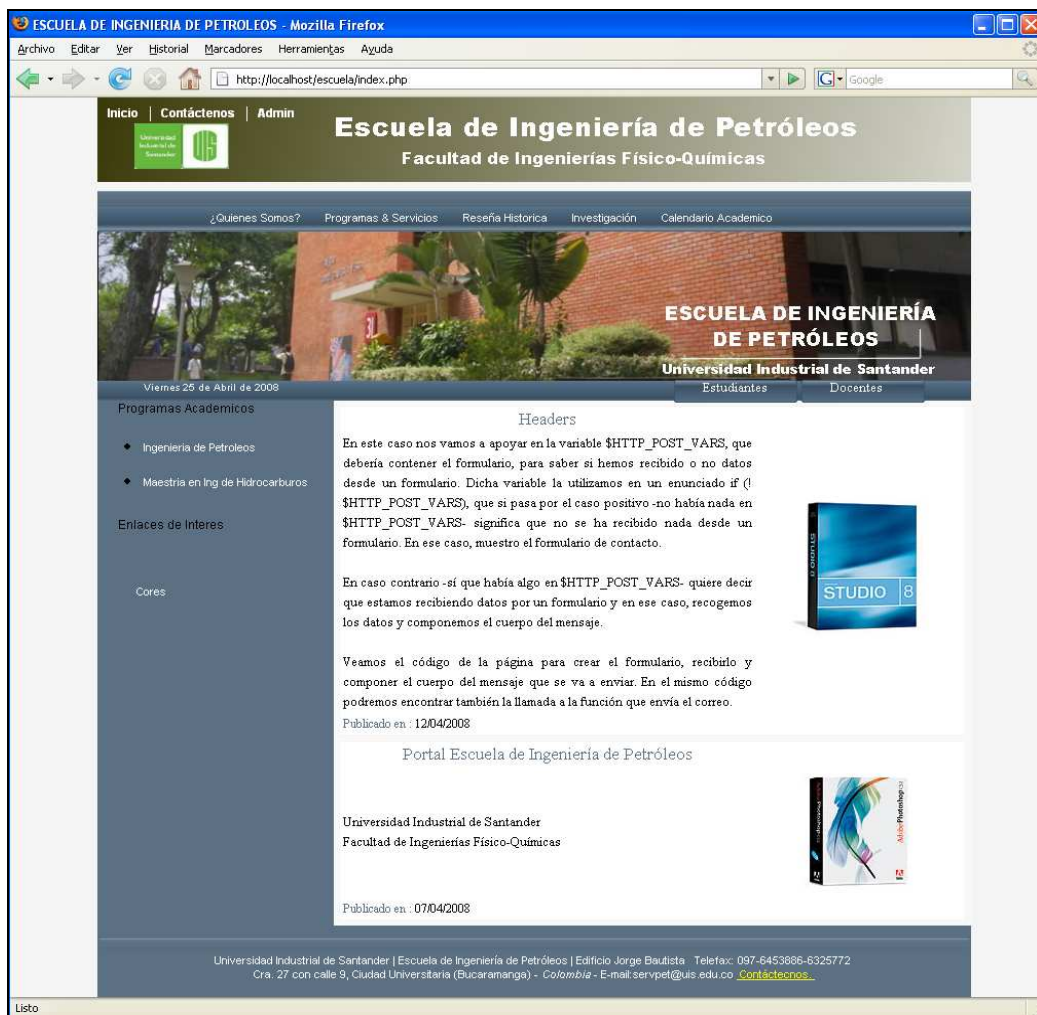 ESCUELA DE INGENIERIA DE PETROLEOS - Mozilla Firefox
Archivo Editar Ver Historial Marcadores Herramientas Ayuda
http://localhost/escuela/index.php
G Google
Inicio | Contáctenos | Admin
Universidad
Industrial de
Santander
Escuela de Ingeniería de Petróleos
Facultad de Ingenierías Físico-Químicas
¿Quienes Somos? Programas & Servicios Reseña Historica Investigación Calendario Academico
ESCUELA DE INGENIERÍA
DE PETRÓLEOS
Universidad Industrial de Santander
Viernes 25 de Abril de 2008
Estudiantes Docentes
Programas Academicos
Ingenieria de Petroleos
Maestria en Ing de Hidrocarburos
Enlaces de Interes
Cores
Headers
En este caso nos vamos a apoyar en la variable $HTTP_POST_VARS, que
debería contener el formulario, para saber si hemos recibido o no datos
desde un formulario. Dicha variable la utilizamos en un enunciado if (!
$HTTP_POST_VARS), que si pasa por el caso positivo -no había nada en
$HTTP_POST_VARS- significa que no se ha recibido nada desde un
formulario. En ese caso, muestro el formulario de contacto.
En caso contrario -sí que había algo en $HTTP_POST_VARS- quiere decir
que estamos recibiendo datos por un formulario y en ese caso, recogemos
los datos y componemos el cuerpo del mensaje.
Veamos el código de la página para crear el formulario, recibirlo y
componer el cuerpo del mensaje que se va a enviar. En el mismo código
podremos encontrar también la llamada a la función que envía el correo.
Publicado en : 12/04/2008
STUDIO 8
STUDIO 8
Portal Escuela de Ingeniería de Petróleos
Universidad Industrial de Santander
Facultad de Ingenierías Físico-Químicas
Publicado en : 07/04/2008
Adobe Photoshop
Universidad Industrial de Santander | Escuela de Ingeniería de Petróleos | Edificio Jorge Bautista Telefax: 097-6453886-6325772
Cra. 27 con calle 9, Ciudad Universitaria (Bucaramanga) - Colombia - E-mail:servpet@uis.edu.co Contáctecnos.
Listo